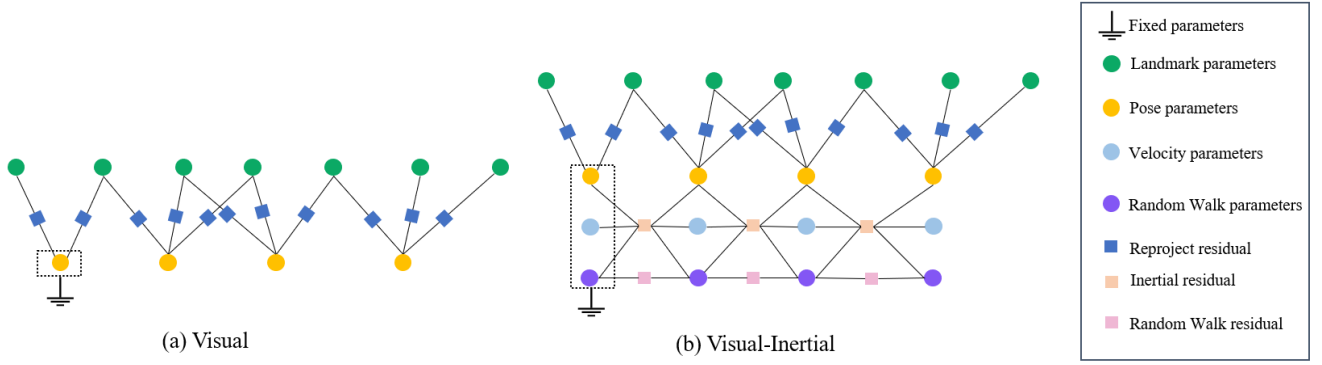 (a) Visual
(b) Visual-Inertial
Fixed parameters
Landmark parameters
Pose parameters
Velocity parameters
Random Walk parameters
Reproject residual
Inertial residual
Random Walk residual